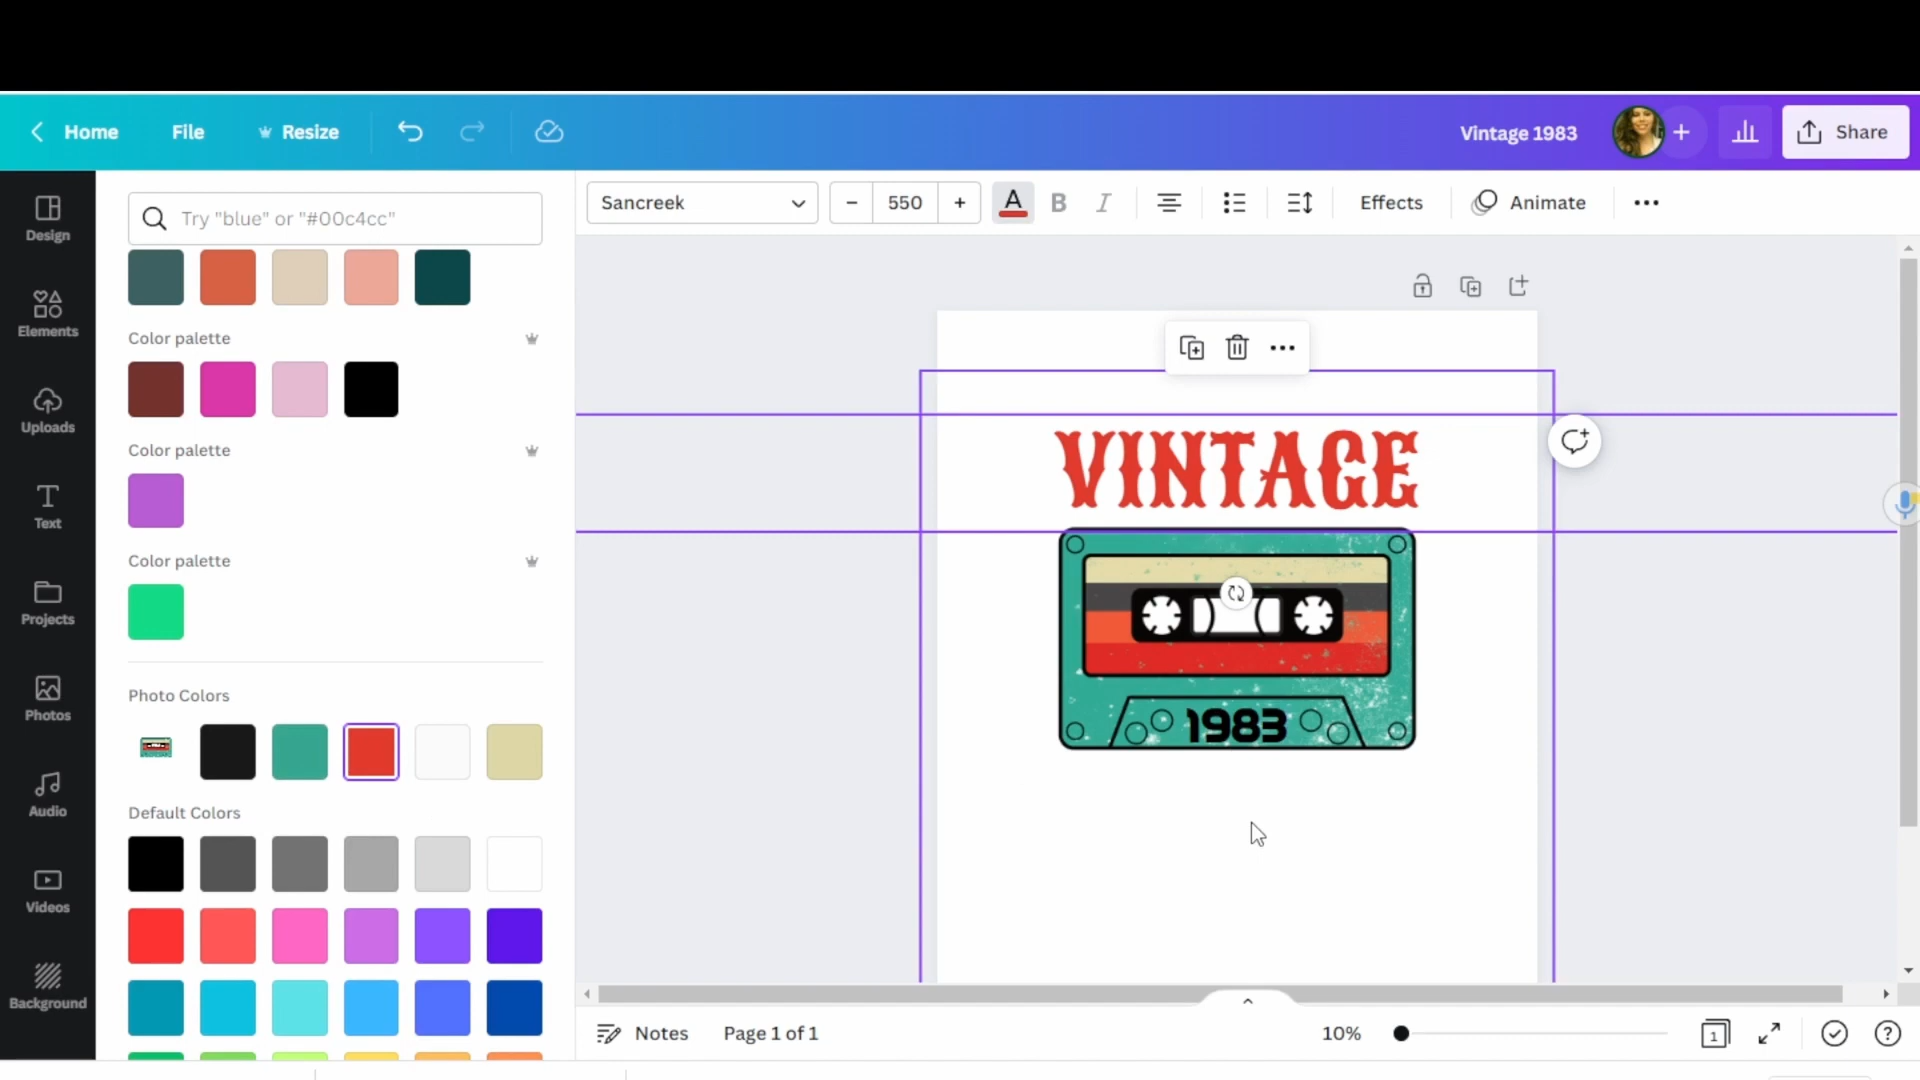 Home File Resize Vintage 1983 Share
Design
Elements
Uploads
Text
Projects
Photos
Audio
Videos
Background
Try "blue" or "#00c4cc"
Color palette
Color palette
Color palette
Photo Colors
Default Colors
Sancreek 550 A B I Effects Animate
VINTAGE
1983
Notes Page 1 of 1 10% 1 ?